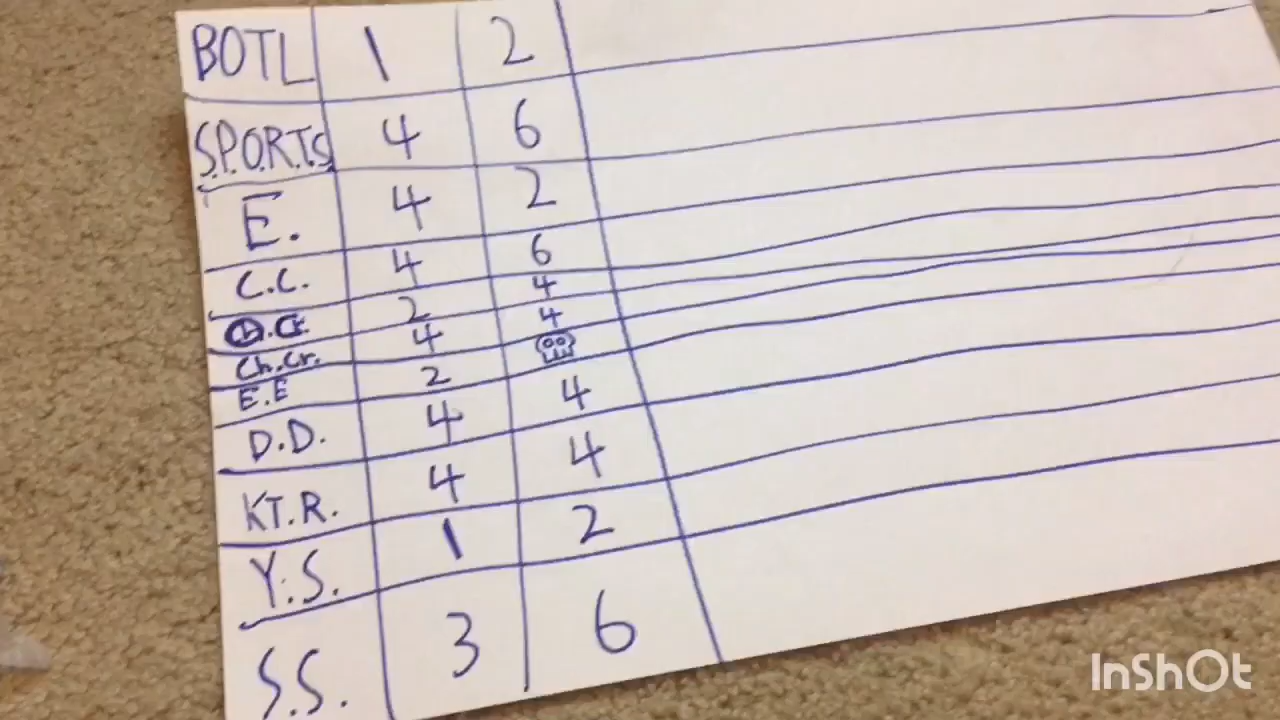 BOTL 1 2
S.P.O.R.T.S 4 6
E. 4 2
C.C. 4 6
2 4
Ch.Cr. 4 4
E.E 2
D.D. 4 4
KT.R. 4 4
Y.S. 1 2
S.S. 3 6
InShOt